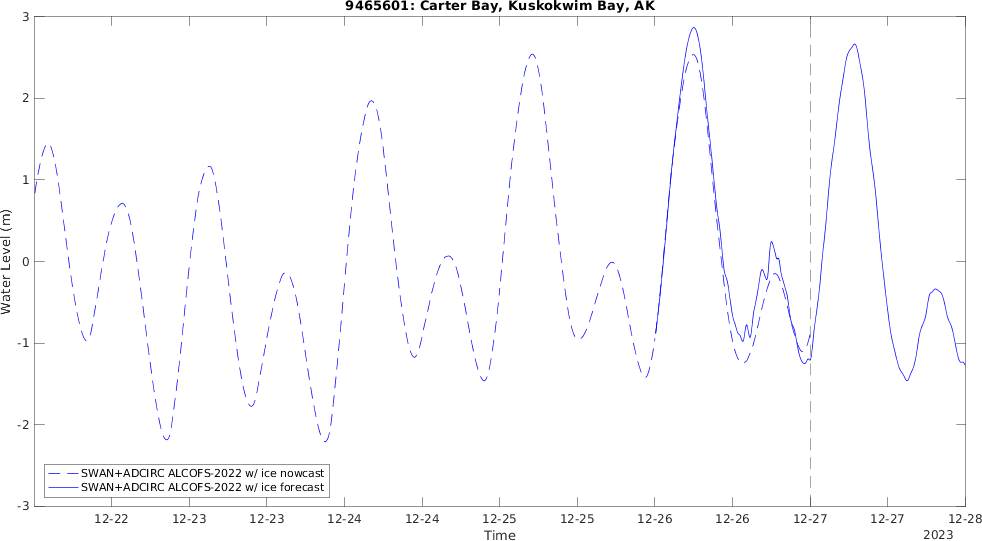 9465601: Carter Bay, Kuskokwim Bay, AK
3
2
1
0
-1
-2
-3
Water Level (m)
SWAN+ADCIRC ALCOFS-2022 w/ ice nowcast
SWAN+ADCIRC ALCOFS-2022 w/ ice forecast
12-22 12-23 12-23 12-24 12-24 12-25 12-25 12-26 12-26 12-27 12-27 12-28
Time
2023